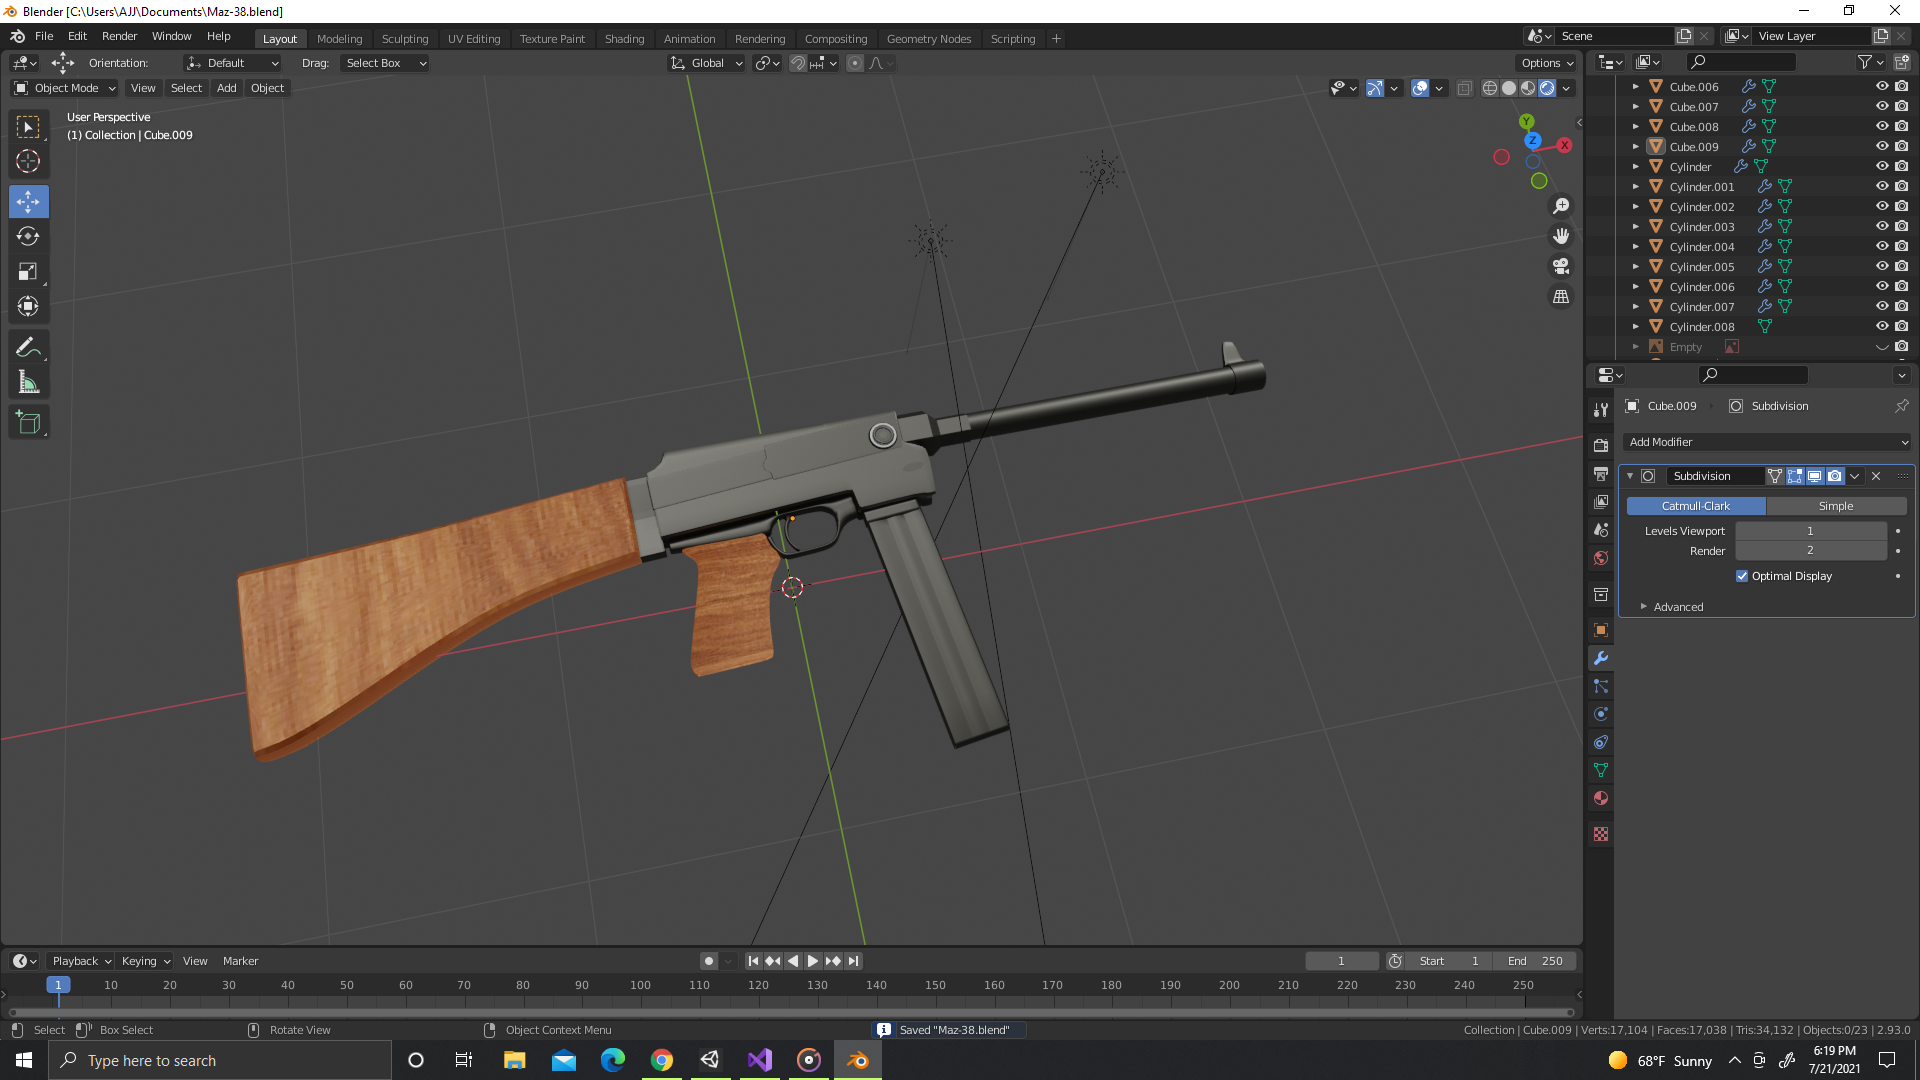 Blender [C:\Users\AJJ\Documents\Maz-38.blend]
File Edit Render Window Help
Layout Modeling Sculpting UV Editing Texture Paint Shading Animation Rendering Compositing Geometry Nodes Scripting +
Scene
View Layer
Orientation: Default Drag: Select Box
Global
Options
Object Mode View Select Add Object
User Perspective
(1) Collection | Cube.009
Y
Z
X
Cube.006
Cube.007
Cube.008
Cube.009
Cylinder
Cylinder.001
Cylinder.002
Cylinder.003
Cylinder.004
Cylinder.005
Cylinder.006
Cylinder.007
Cylinder.008
Empty
Cube.009 Subdivision
Add Modifier
Subdivision
Catmull-Clark Simple
Levels Viewport 1
Render 2
Optimal Display
Advanced
Playback Keying View Marker
1 Start 1 End 250
1 10 20 30 40 50 60 70 80 90 100 110 120 130 140 150 160 170 180 190 200 210 220 230 240 250
Select Box Select Rotate View Object Context Menu
Saved "Maz-38.blend"
Collection | Cube.009 | Verts:17,104 | Faces:17,038 | Tris:34,132 | Objects:0/23 | 2.93.0
Type here to search
68°F Sunny
6:19 PM
7/21/2021